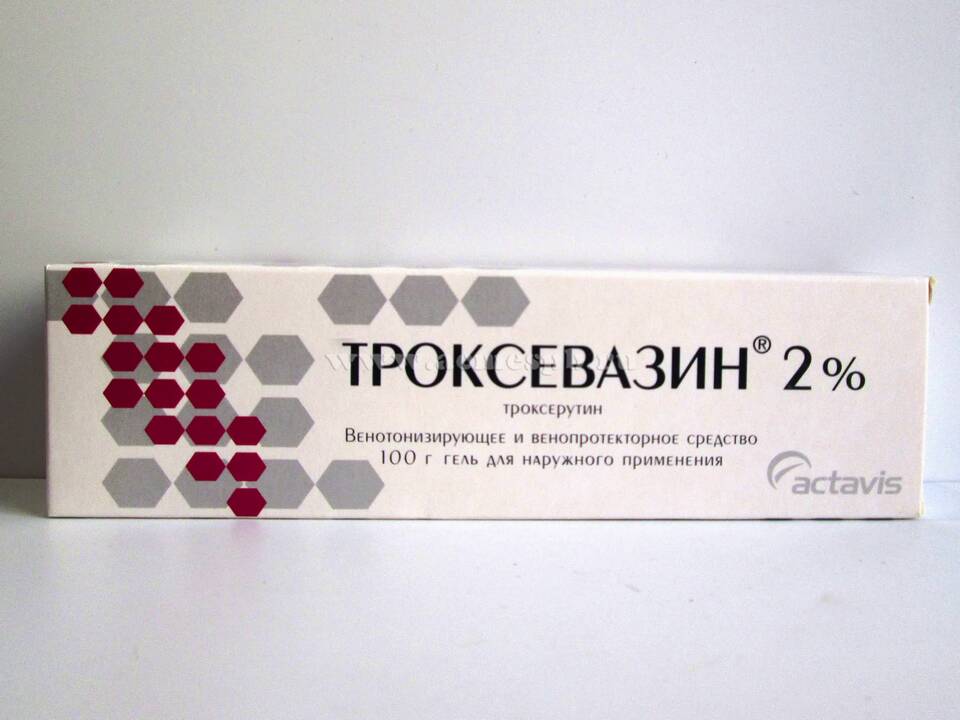 ТРОКСЕВАЗИН® 2%
троксерутин
Венотонизирующее и венопротекторное средство
100 г гель для наружного применения
actavis